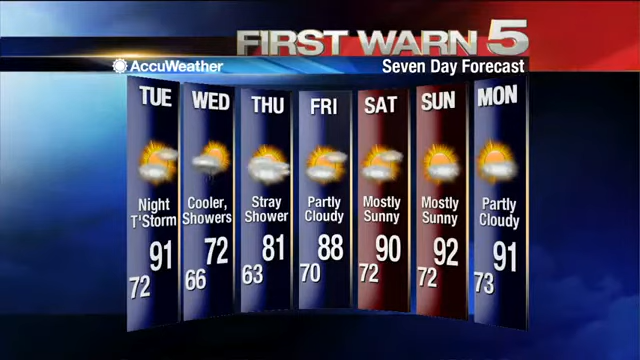 FIRST WARN 5
AccuWeather Seven Day Forecast
TUE WED THU FRI SAT SUN MON
Night Cooler, Stray Partly Mostly Mostly Partly
T'Storm Showers Shower Cloudy Sunny Sunny Cloudy
91 72 81 88 90 92 91
72 66 63 70 72 72 73